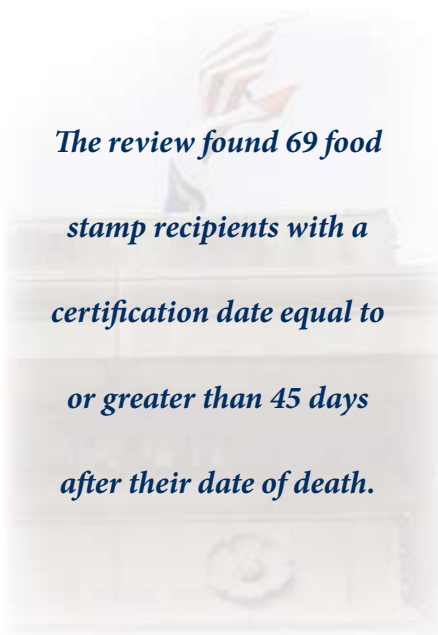 The review found 69 food
stamp recipients with a
certification date equal to
or greater than 45 days
after their date of death.